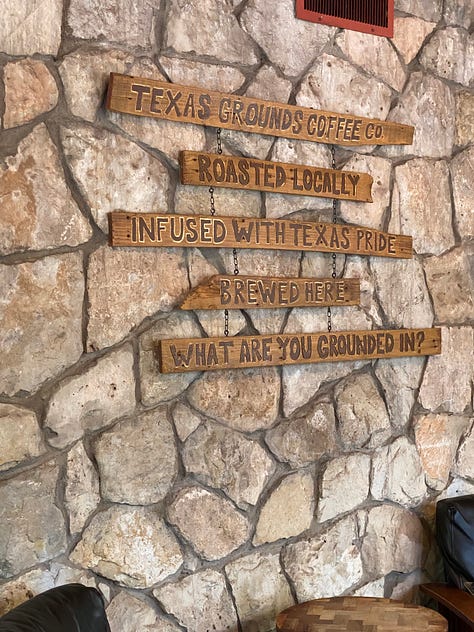 TEXAS GROUNDS COFFEE CO.
ROASTED LOCALLY
INFUSED WITH TEXAS PRIDE
BREWED HERE.
WHAT ARE YOU GROUNDED IN?